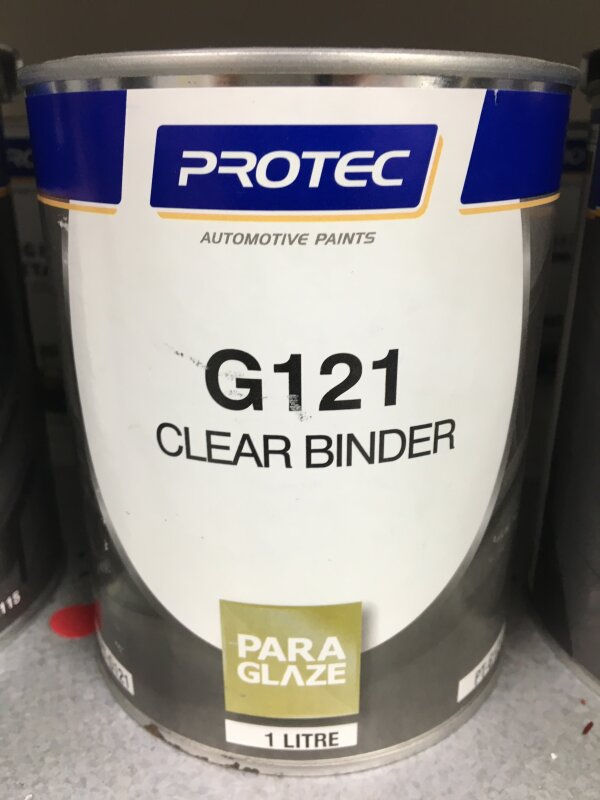 PROTEC
AUTOMOTIVE PAINTS
G121
CLEAR BINDER
PARA
GLAZE
1 LITRE